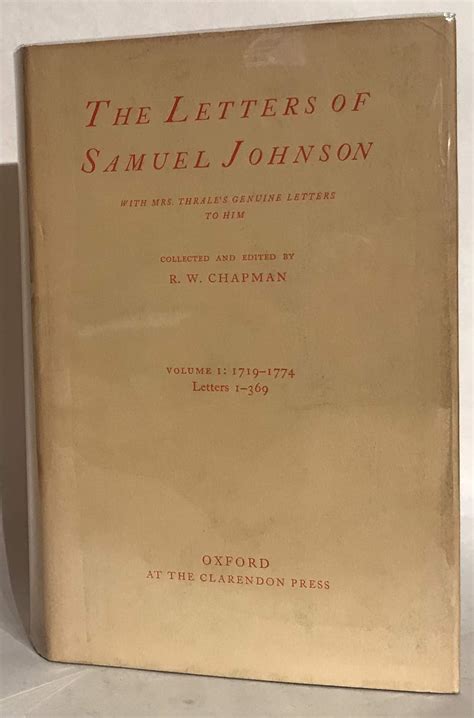 THE LETTERS OF
SAMUEL JOHNSON
WITH MRS. THRALE'S GENUINE LETTERS
TO HIM
COLLECTED AND EDITED BY
R. W. CHAPMAN
VOLUME I: 1719–1774
Letters 1–369
OXFORD
AT THE CLARENDON PRESS